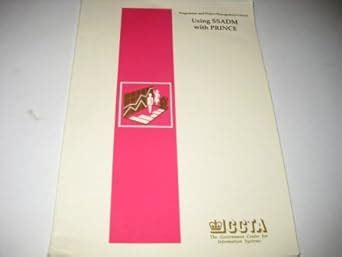 Programme and Project Management Library
Using SSADM
with PRINCE
CCTA
The Government Centre for
Information Systems